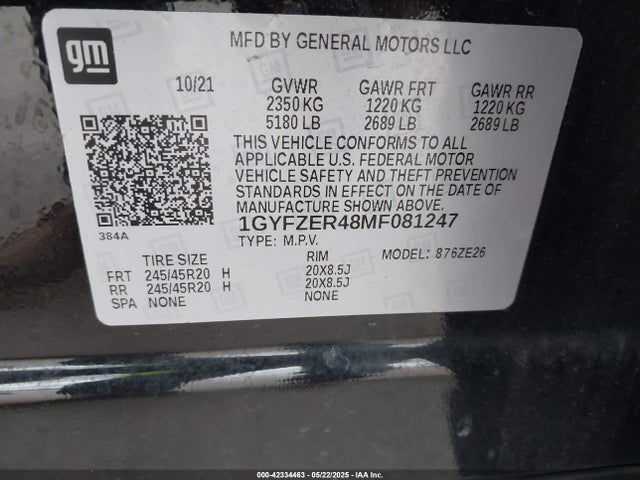 gm
MFD BY GENERAL MOTORS LLC
10/21 GVWR GAWR FRT GAWR RR
2350 KG 1220 KG 1220 KG
5180 LB 2689 LB 2689 LB
THIS VEHICLE CONFORMS TO ALL
APPLICABLE U.S. FEDERAL MOTOR
VEHICLE SAFETY AND THEFT PREVENTION
STANDARDS IN EFFECT ON THE DATE OF
MANUFACTURE SHOWN ABOVE.
384A
1GYFZER48MF081247
TYPE: M.P.V. MODEL: 876ZE26
TIRE SIZE RIM
FRT 245/45R20 H 20X8.5J
RR 245/45R20 H 20X8.5J
SPA NONE NONE
000-42334463 - 05/22/2025 - IAA Holdings, LLC